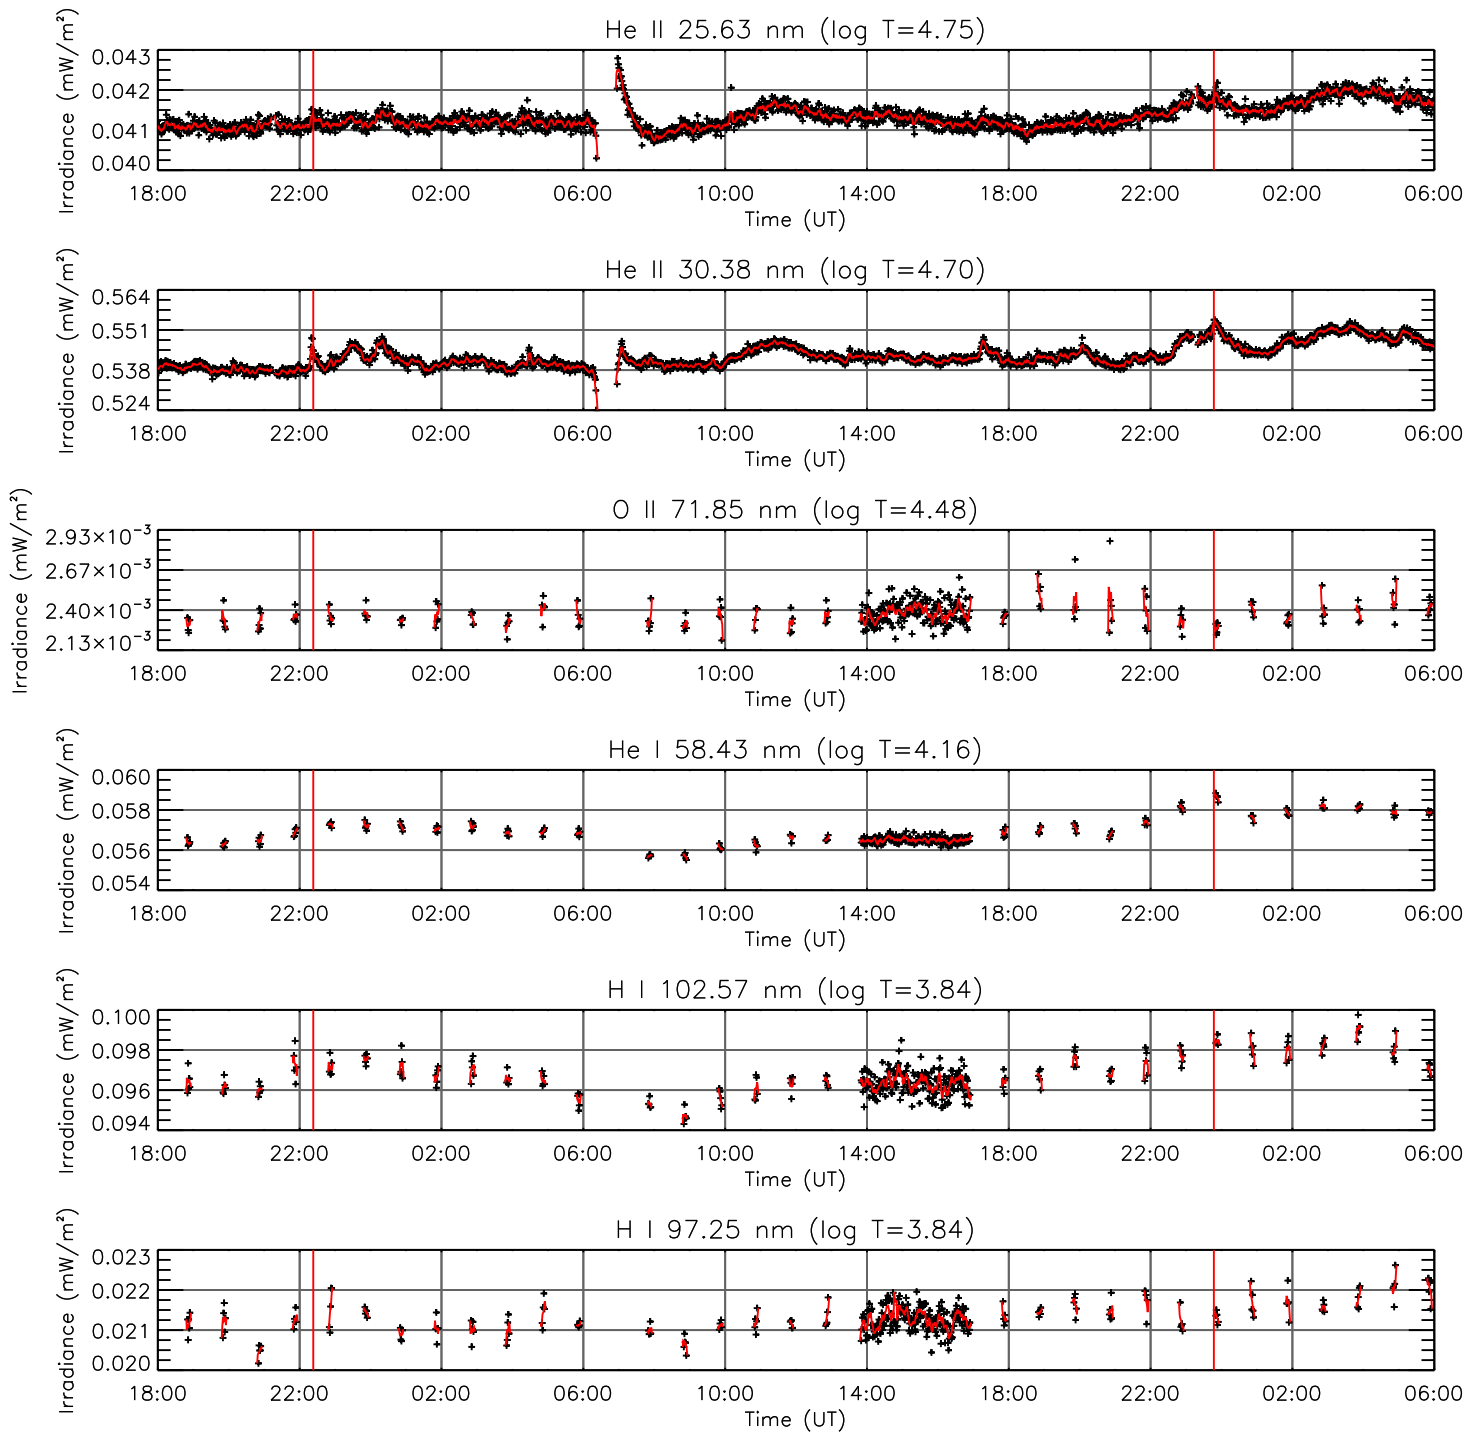 He II 25.63 nm (log T=4.75)
Irradiance (mW/m²)
0.043
0.042
0.041
0.040
18:00 22:00 02:00 06:00 10:00 14:00 18:00 22:00 02:00 06:00
Time (UT)
He II 30.38 nm (log T=4.70)
Irradiance (mW/m²)
0.564
0.551
0.538
0.524
18:00 22:00 02:00 06:00 10:00 14:00 18:00 22:00 02:00 06:00
Time (UT)
O II 71.85 nm (log T=4.48)
Irradiance (mW/m²)
2.93×10⁻³
2.67×10⁻³
2.40×10⁻³
2.13×10⁻³
18:00 22:00 02:00 06:00 10:00 14:00 18:00 22:00 02:00 06:00
Time (UT)
He I 58.43 nm (log T=4.16)
Irradiance (mW/m²)
0.060
0.058
0.056
0.054
18:00 22:00 02:00 06:00 10:00 14:00 18:00 22:00 02:00 06:00
Time (UT)
H I 102.57 nm (log T=3.84)
Irradiance (mW/m²)
0.100
0.098
0.096
0.094
18:00 22:00 02:00 06:00 10:00 14:00 18:00 22:00 02:00 06:00
Time (UT)
H I 97.25 nm (log T=3.84)
Irradiance (mW/m²)
0.023
0.022
0.021
0.020
18:00 22:00 02:00 06:00 10:00 14:00 18:00 22:00 02:00 06:00
Time (UT)